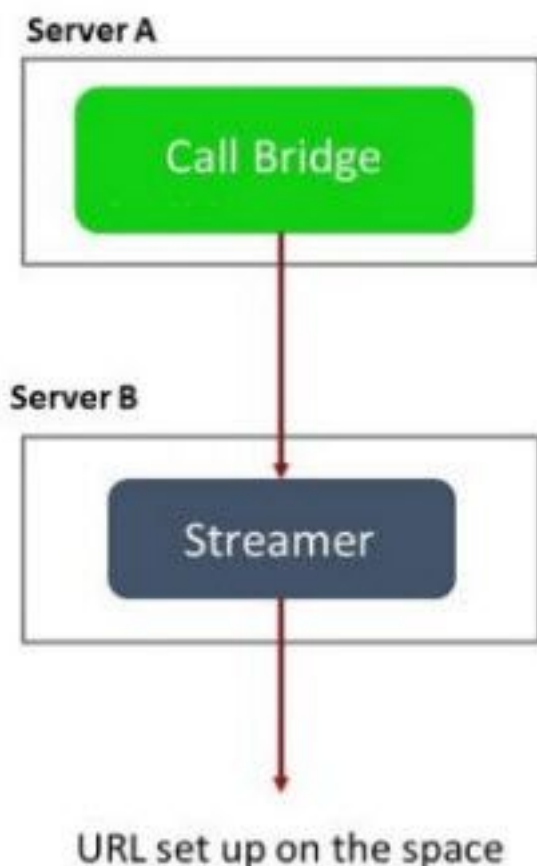 Server A
Call Bridge
Server B
Streamer
URL set up on the space